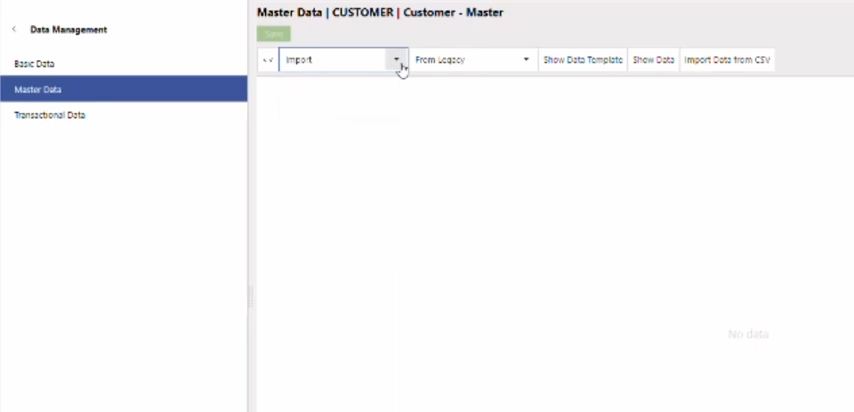 Data Management
Basic Data
Master Data
Transactional Data
Master Data | CUSTOMER | Customer - Master
Save
<< Import From Legacy Show Data Template Show Data Import Data from CSV
No data